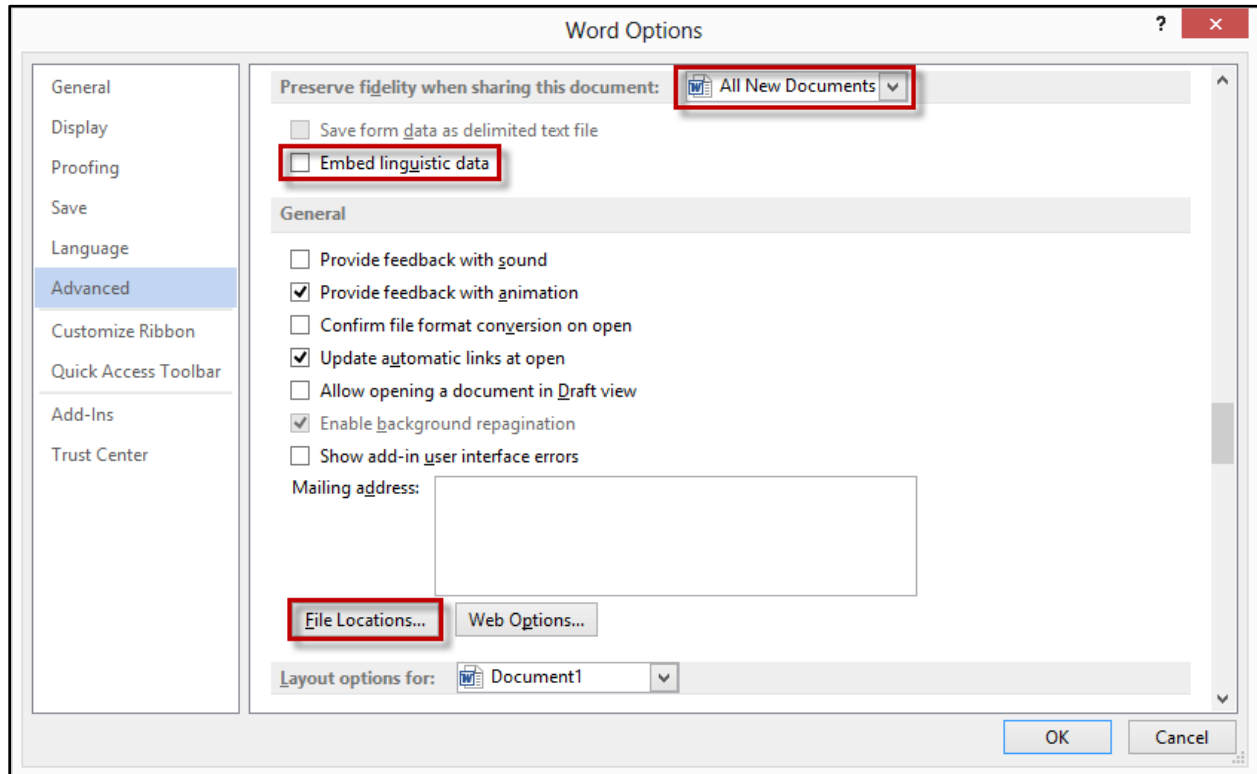 Word Options
?
General
Display
Proofing
Save
Language
Advanced
Customize Ribbon
Quick Access Toolbar
Add-Ins
Trust Center
Preserve fidelity when sharing this document: All New Documents
Save form data as delimited text file
Embed linguistic data
General
Provide feedback with sound
Provide feedback with animation
Confirm file format conversion on open
Update automatic links at open
Allow opening a document in Draft view
Enable background repagination
Show add-in user interface errors
Mailing address:
File Locations... Web Options...
Layout options for: Document1
OK Cancel